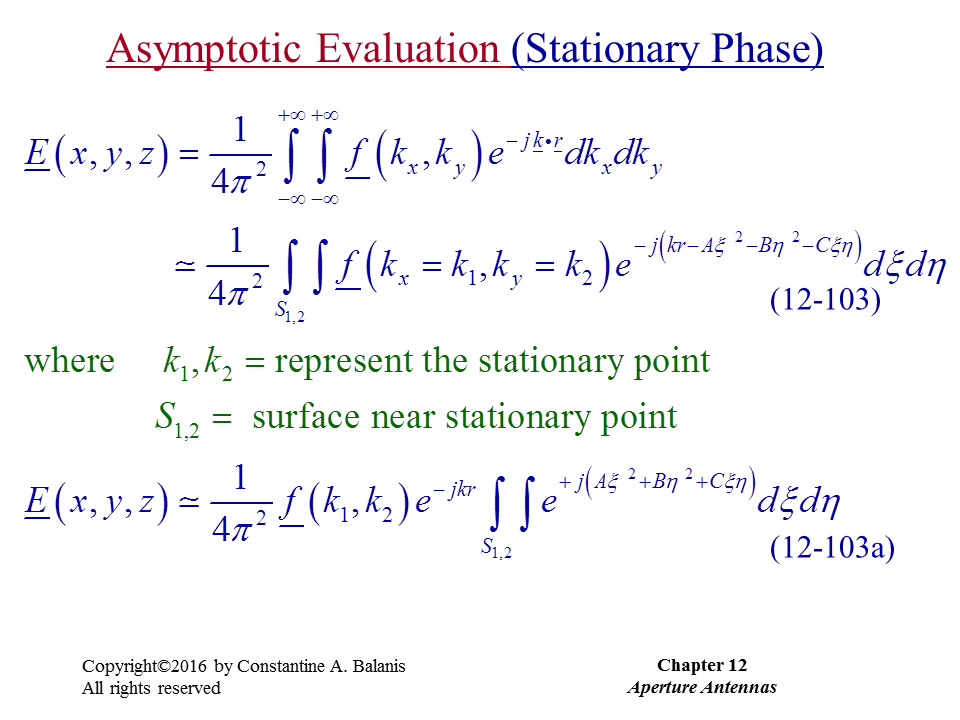 Asymptotic Evaluation (Stationary Phase)
E(x, y, z) = 1/4π² ∫_{−∞}^{+∞} ∫_{−∞}^{+∞} f(k_x, k_y) e^{−jk•r} dk_x dk_y
≃ 1/4π² ∫∫_{S_{1,2}} f(k_x = k_1, k_y = k_2) e^{−j(kr−Aξ²−Bη²−Cξη)} dξdη
(12-103)
where k_1, k_2 = represent the stationary point
S_{1,2} = surface near stationary point
E(x, y, z) ≃ 1/4π² f(k_1, k_2) e^{−jkr} ∫∫_{S_{1,2}} e^{+j(Aξ²+Bη²+Cξη)} dξdη
(12-103a)
Copyright©2016 by Constantine A. Balanis
All rights reserved
Chapter 12
Aperture Antennas